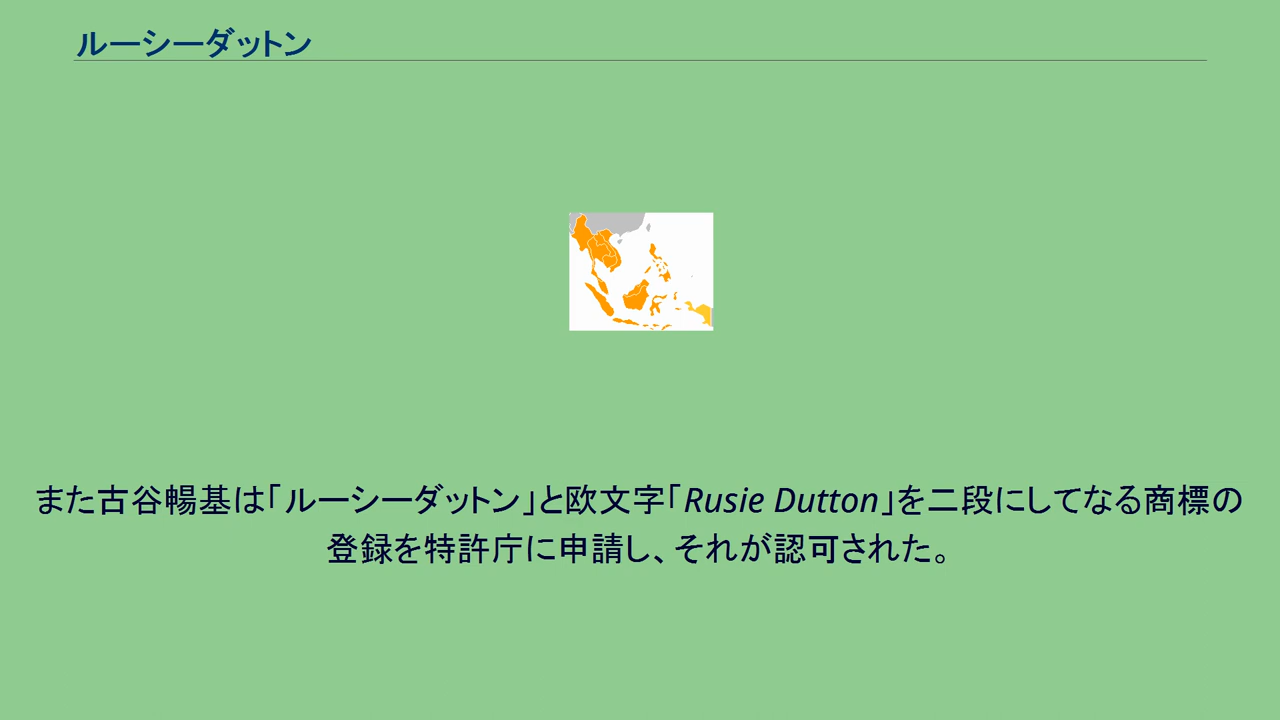 ルーシーダットン
また古谷暢基は「ルーシーダットン」と欧文字「Rusie Dutton」を二段にしてなる商標の
登録を特許庁に申請し、それが認可された。